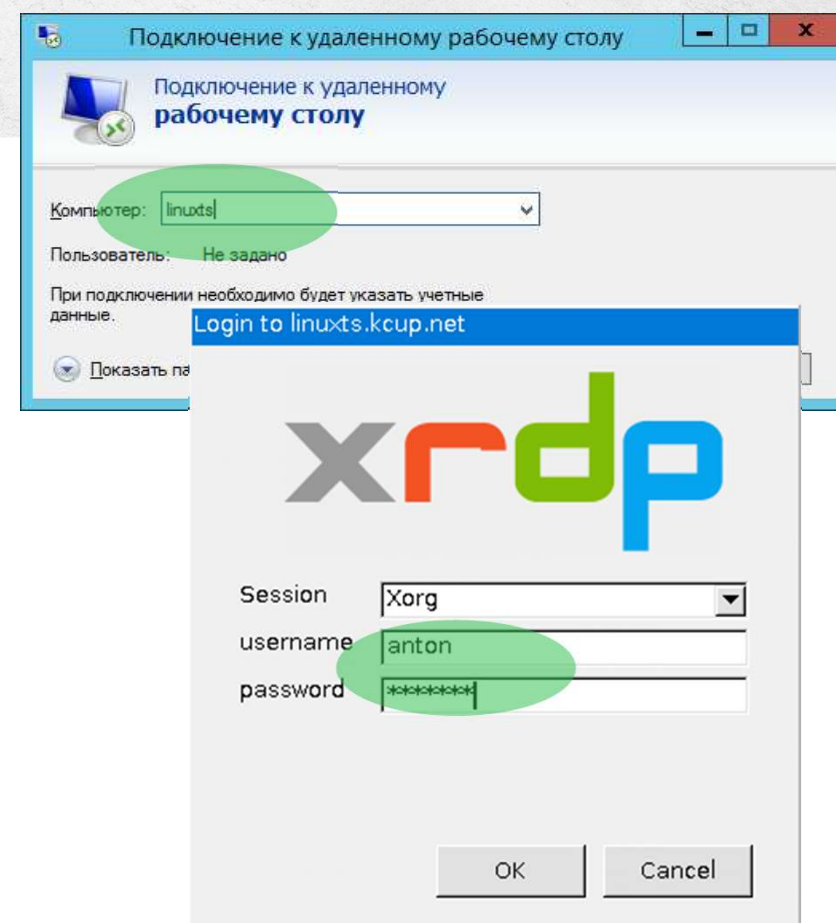 Подключение к удаленному рабочему столу
Подключение к удаленному
рабочему столу
Компьютер: linuxts
Пользователь: Не задано
При подключении необходимо будет указать учетные
данные.
Показать па
Login to linuxts.kcup.net
xrdp
Session Xorg
username anton
password *******
OK Cancel